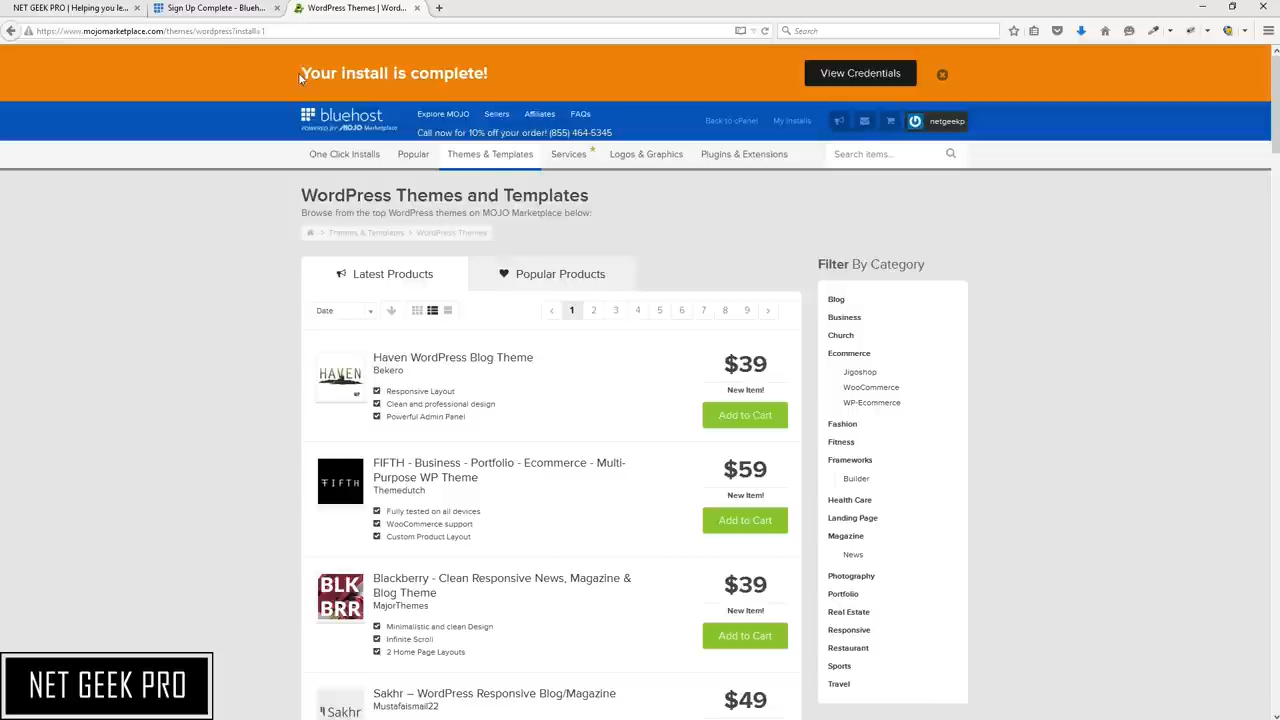 NET GEEK PRO | Helping you le...
Sign Up Complete - Blueh...
WordPress Themes | Word...
https://www.mojomarketplace.com/themes/wordpress?install=1
Search
Your install is complete!
View Credentials
bluehost
POWERED BY MOJO Marketplace
Explore MOJO
Sellers
Affiliates
FAQs
Call now for 10% off your order! (855) 464-5345
Back to cPanel
My Installs
netgeekp
One Click Installs
Popular
Themes & Templates
Services
Logos & Graphics
Plugins & Extensions
Search items...
WordPress Themes and Templates
Browse from the top WordPress themes on MOJO Marketplace below:
> Themes & Templates > WordPress Themes
Latest Products
Popular Products
Date
‹ 1 2 3 4 5 6 7 8 9 ›
HAVEN
WP
Haven WordPress Blog Theme
Bekero
Responsive Layout
Clean and professional design
Powerful Admin Panel
$39
New Item!
Add to Cart
FIFTH
FIFTH - Business - Portfolio - Ecommerce - Multi-
Purpose WP Theme
Themedutch
Fully tested on all devices
WooCommerce support
Custom Product Layout
$59
New Item!
Add to Cart
BLK
BRR
Blackberry - Clean Responsive News, Magazine &
Blog Theme
MajorThemes
Minimalistic and clean Design
Infinite Scroll
2 Home Page Layouts
$39
New Item!
Add to Cart
Sakhr
Sakhr – WordPress Responsive Blog/Magazine
Mustafaismail22
$49
Filter By Category
Blog
Business
Church
Ecommerce
Jigoshop
WooCommerce
WP-Ecommerce
Fashion
Fitness
Frameworks
Builder
Health Care
Landing Page
Magazine
News
Photography
Portfolio
Real Estate
Responsive
Restaurant
Sports
Travel
NET GEEK PRO